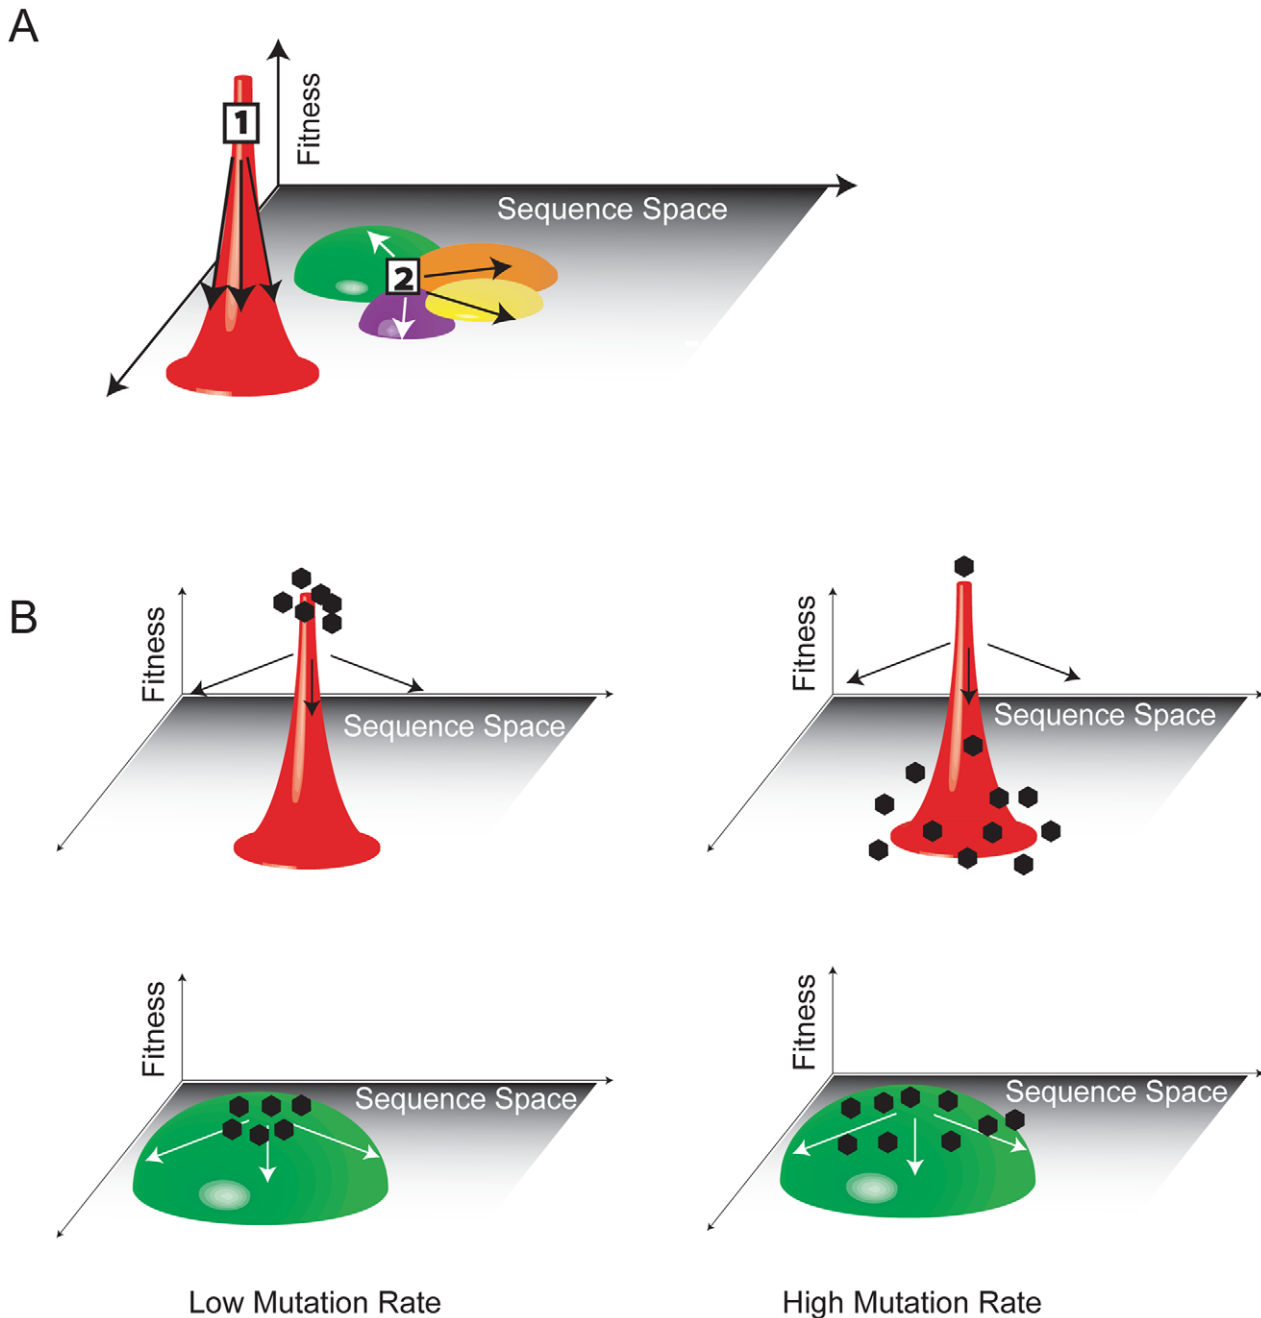 A
Fitness
1
Sequence Space
2
B
Fitness
Sequence Space
Fitness
Sequence Space
Fitness
Sequence Space
Fitness
Sequence Space
Low Mutation Rate
High Mutation Rate